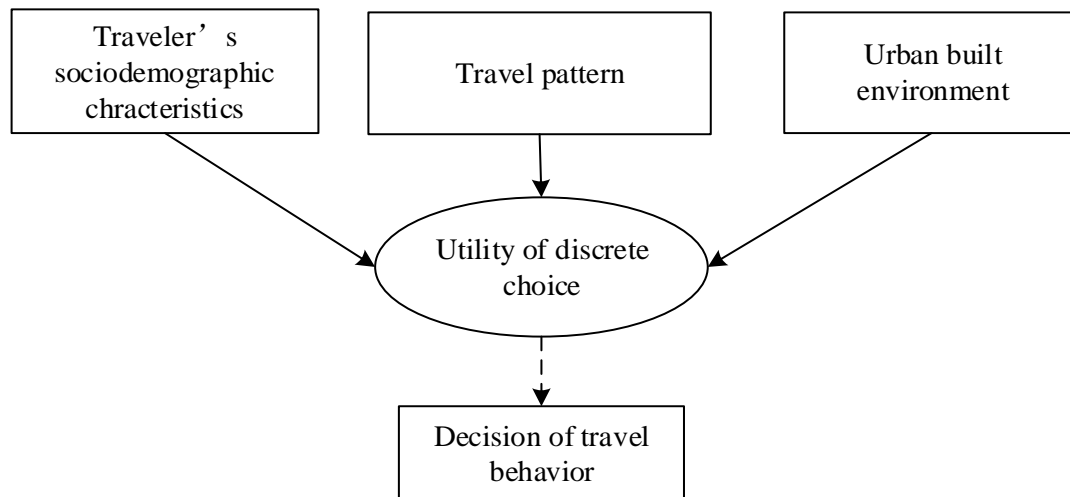 Traveler’s
sociodemographic
chracteristics
Travel pattern
Urban built
environment
Utility of discrete
choice
Decision of travel
behavior